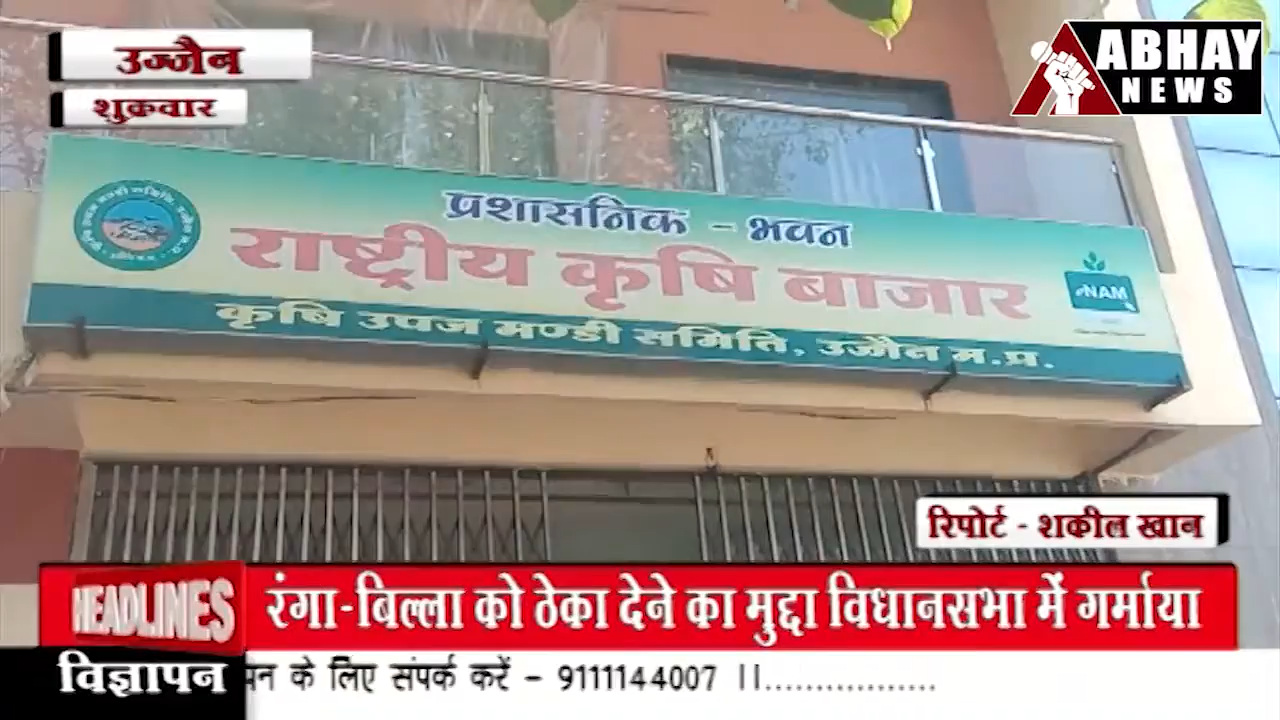 उज्जैन
शुक्रवार
ABHAY
NEWS
प्रशासनिक - भवन
राष्ट्रीय कृषि बाजार
eNAM
कृषि उपज मण्डी समिति, उज्जैन म.प्र.
रिपोर्ट - शकील खान
HEADLINES
रंगा-बिल्ला को ठेका देने का मुद्दा विधानसभा में गर्माया
विज्ञापन
के लिए संपर्क करें - 9111144007 ||.................